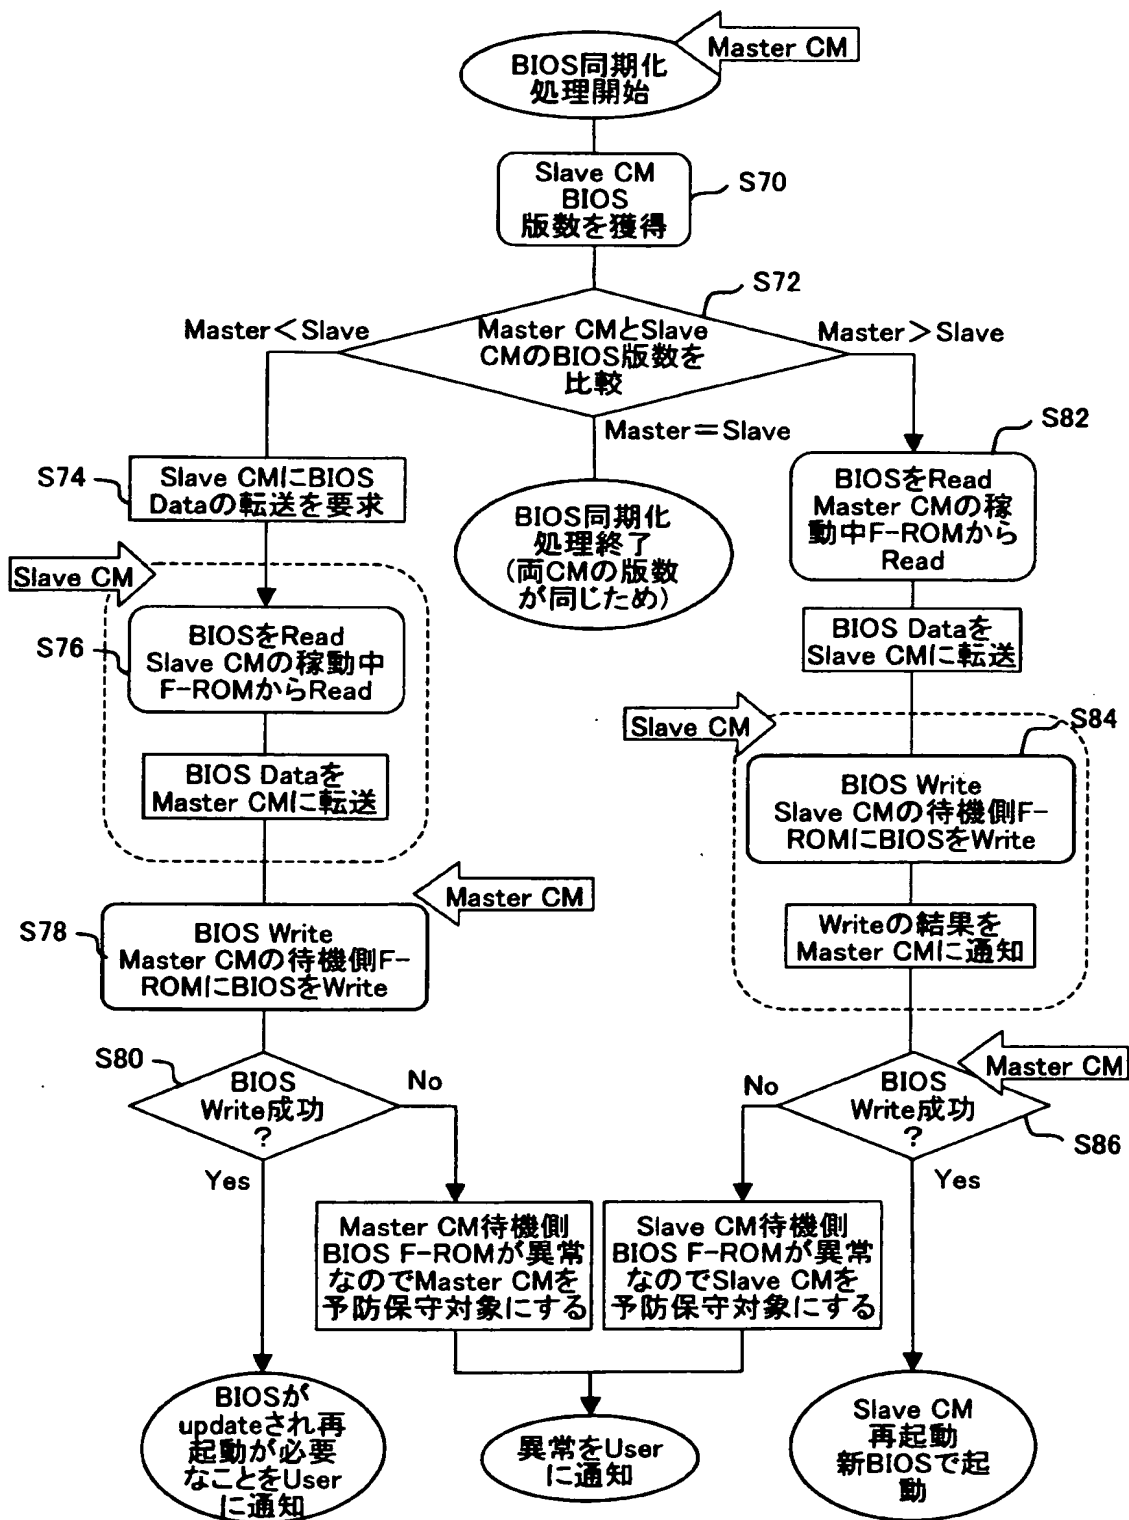 Master CM
BIOS同期化
処理開始
Slave CM
BIOS
版数を獲得
S70
S72
Master＜Slave
Master CMとSlave
CMのBIOS版数を
比較
Master＞Slave
Master＝Slave
S74
Slave CMにBIOS
Dataの転送を要求
BIOS同期化
処理終了
(両CMの版数
が同じため)
S82
BIOSをRead
Master CMの稼
動中F-ROMから
Read
Slave CM
S76
BIOSをRead
Slave CMの稼動中
F-ROMからRead
BIOS Dataを
Slave CMに転送
BIOS Dataを
Master CMに転送
Slave CM
S84
BIOS Write
Slave CMの待機側F-
ROMにBIOSをWrite
Master CM
S78
BIOS Write
Master CMの待機側F-
ROMにBIOSをWrite
Writeの結果を
Master CMに通知
S80
BIOS
Write成功
?
No
Yes
Master CM
No
BIOS
Write成功
?
S86
Yes
Master CM待機側
BIOS F-ROMが異常
なのでMaster CMを
予防保守対象にする
Slave CM待機側
BIOS F-ROMが異常
なのでSlave CMを
予防保守対象にする
BIOSが
updateされ再
起動が必要
なことをUser
に通知
異常をUser
に通知
Slave CM
再起動
新BIOSで起
動